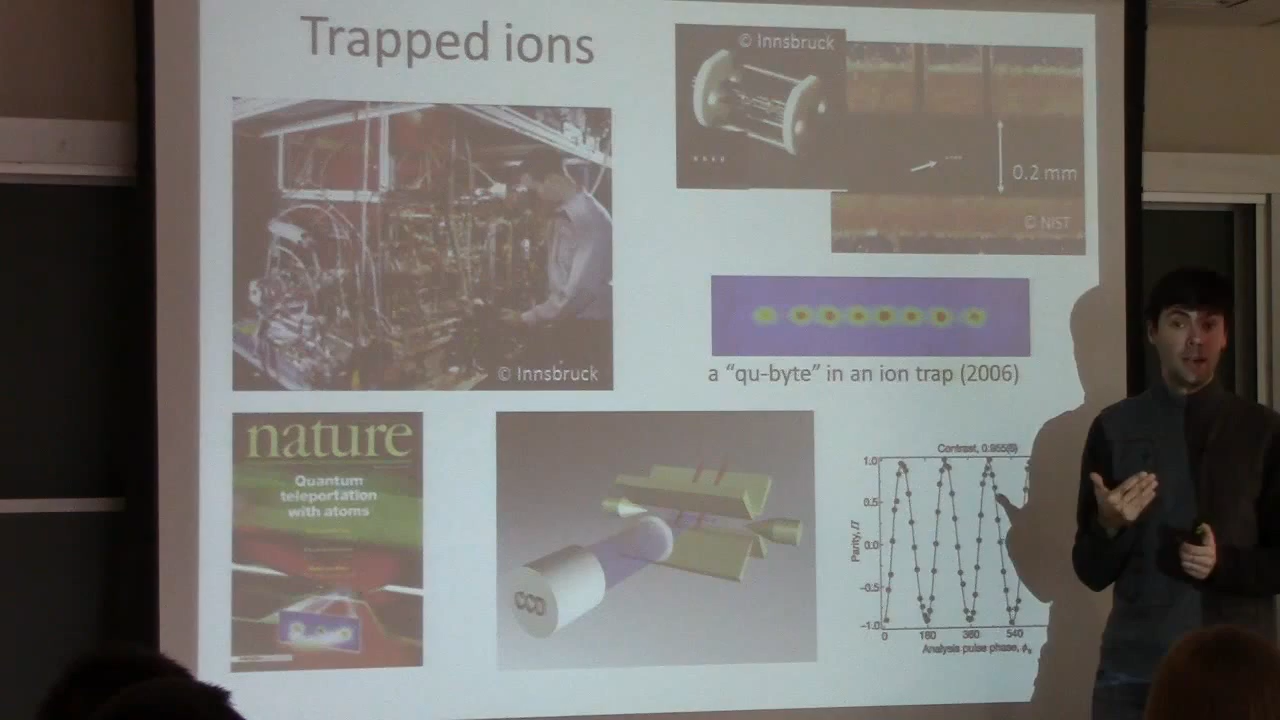 Trapped ions
© Innsbruck
0.2 mm
© NIST
© Innsbruck
a “qu-byte” in an ion trap (2006)
nature
Quantum
teleportation
with atoms
CCD
Contrast, 0.955(6)
1.0
0.5
0.0
−0.5
−1.0
Parity, Π
0 180 360 540
Analysis pulse phase, ϕ